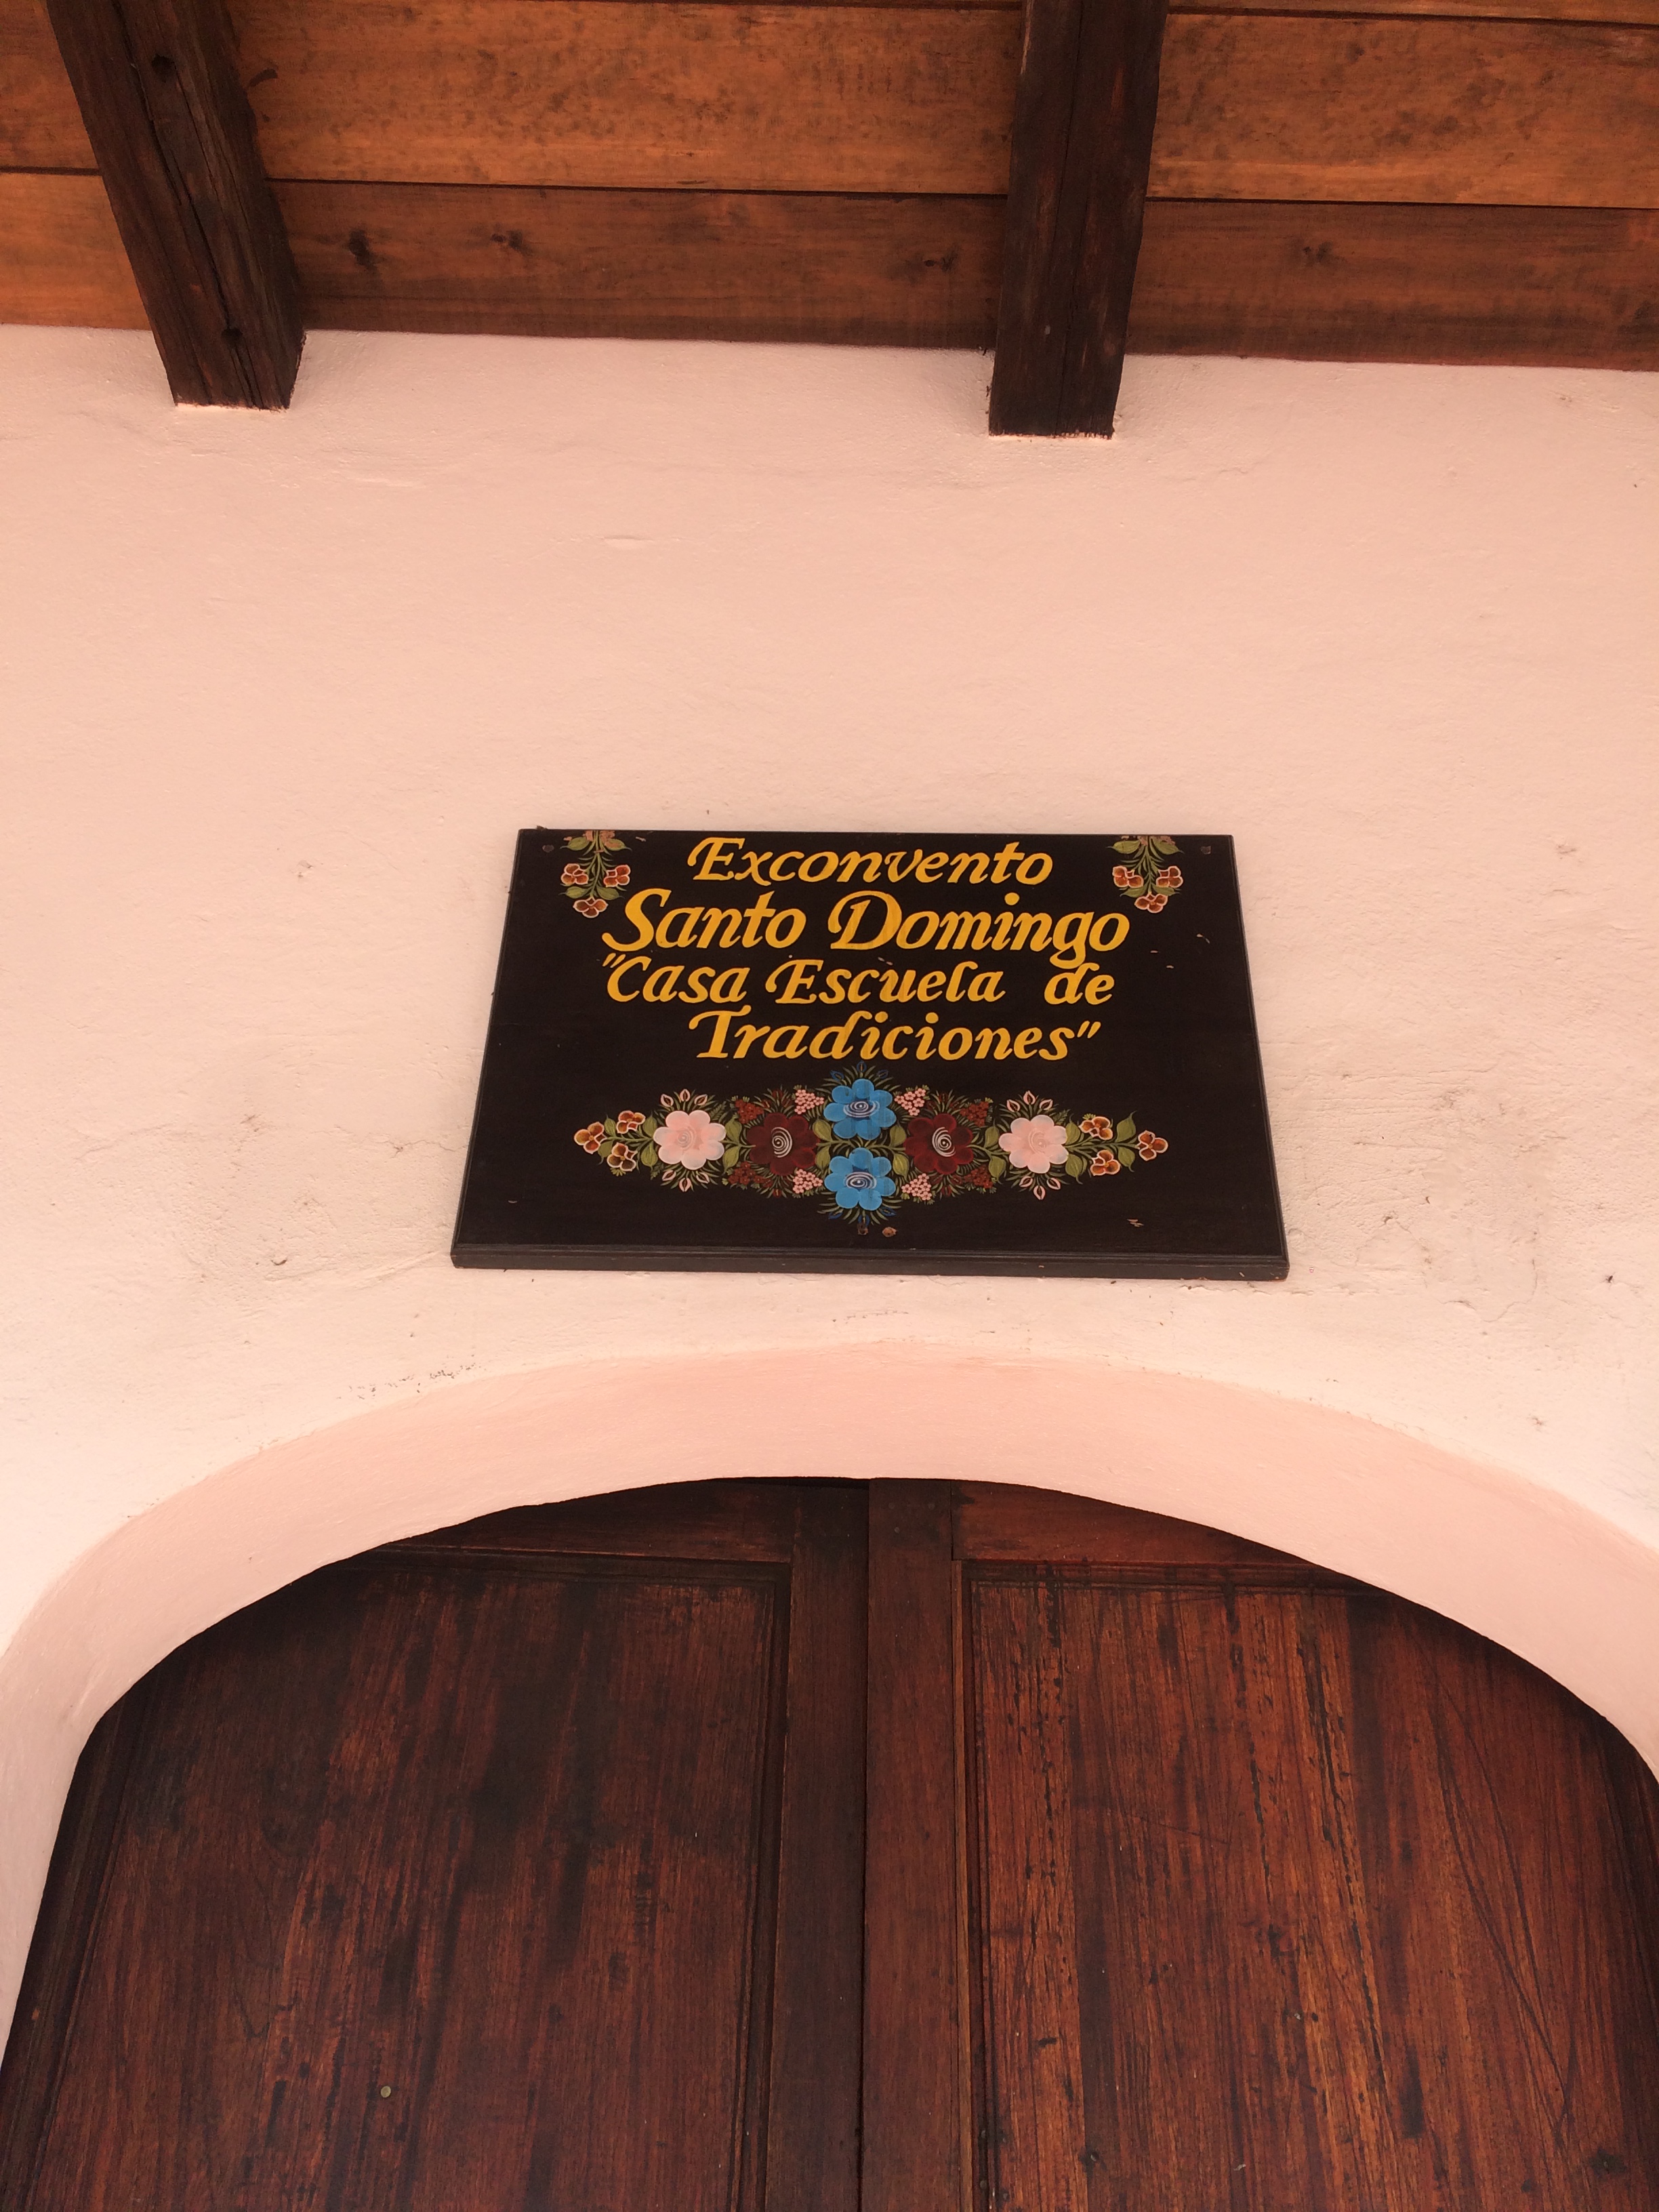 Exconvento
Santo Domingo
"Casa Escuela de
Tradiciones"